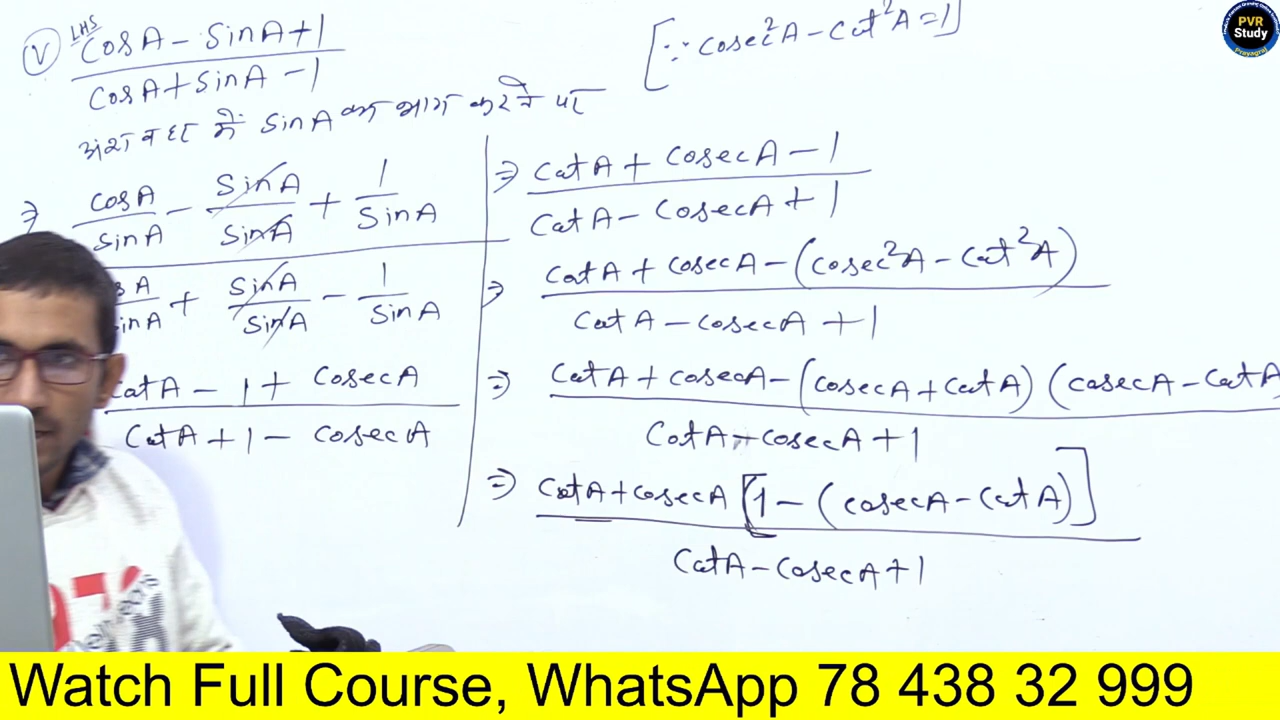 (V) LHS
CosA - SinA + 1
CosA + SinA - 1
[∵ Cosec²A - Cot²A = 1]
अंश व हर में SinA का भाग करने पर
⇒ CosA/SinA - SinA/SinA + 1/SinA
sA/inA + SinA/SinA - 1/SinA
CotA - 1 + CosecA
CotA + 1 - CosecA
⇒ CotA + CosecA - 1
CotA - CosecA + 1
⇒ CotA + CosecA - (Cosec²A - Cot²A)
CotA - CosecA + 1
⇒ CotA + CosecA - (CosecA + CotA) (CosecA - CotA
CotA - CosecA + 1
⇒ CotA + CosecA [1 - (CosecA - CotA)]
CotA - CosecA + 1
PVR
Study
Prayagraj
Watch Full Course, WhatsApp 78 438 32 999